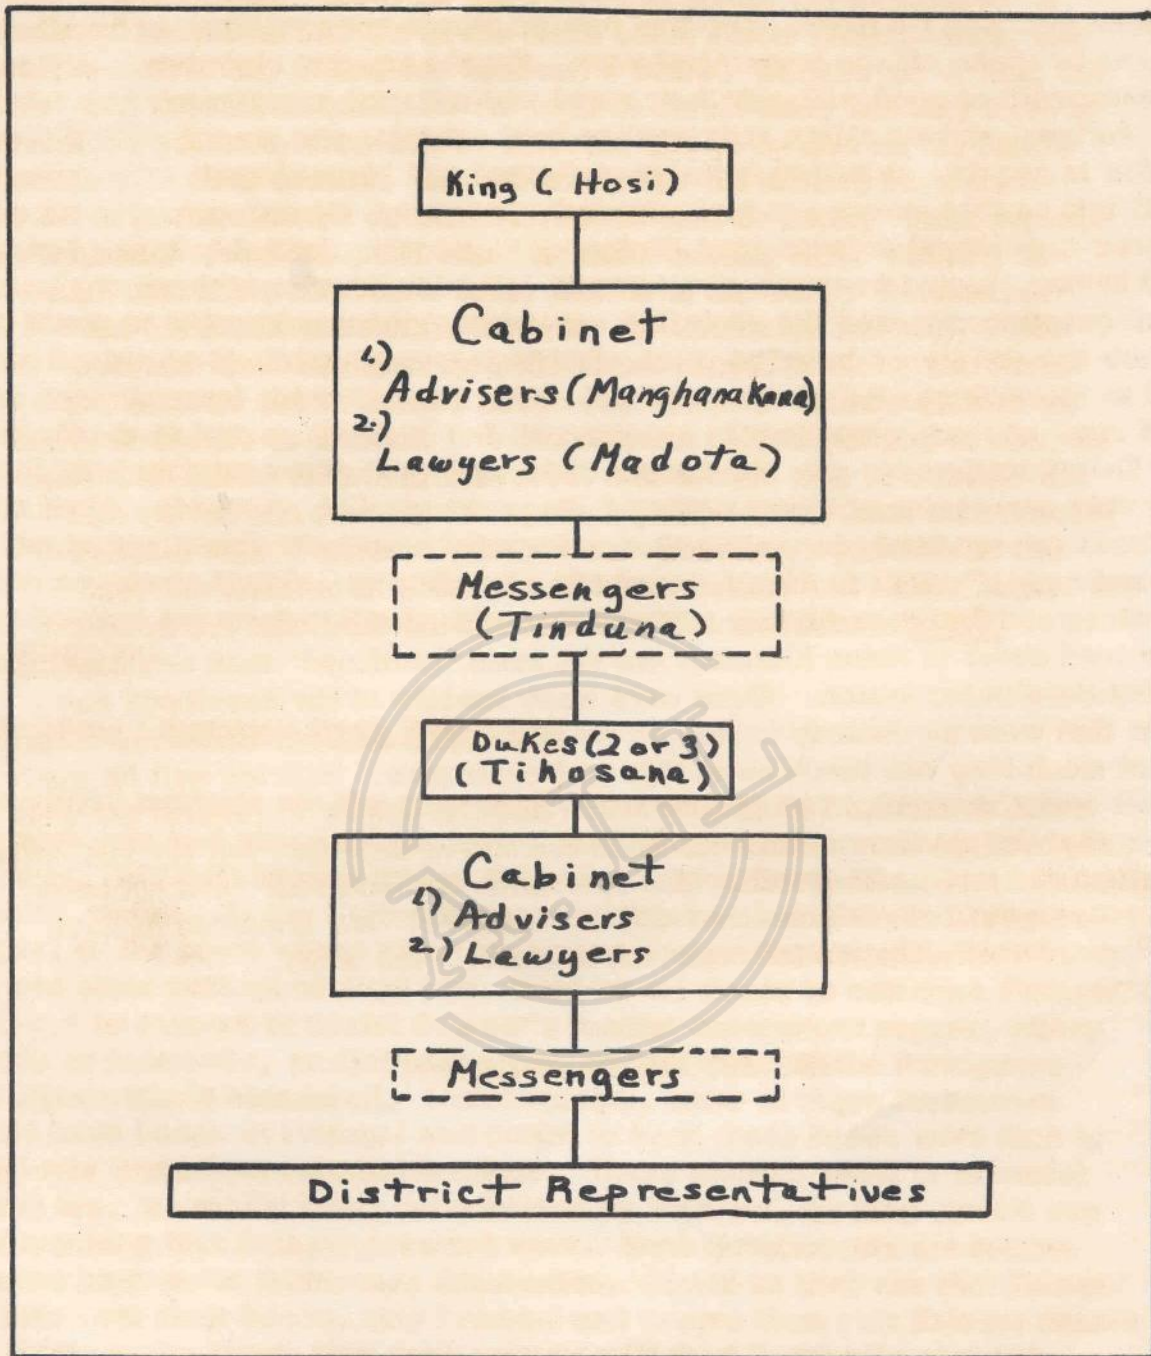 King (Hosi)
Cabinet
1.)
Advisers (Manghanakana)
2.)
Lawyers (Madota)
Messengers
(Tinduna)
Dukes (2 or 3)
(Tihosana)
Cabinet
1) Advisers
2.) Lawyers
Messengers
District Representatives